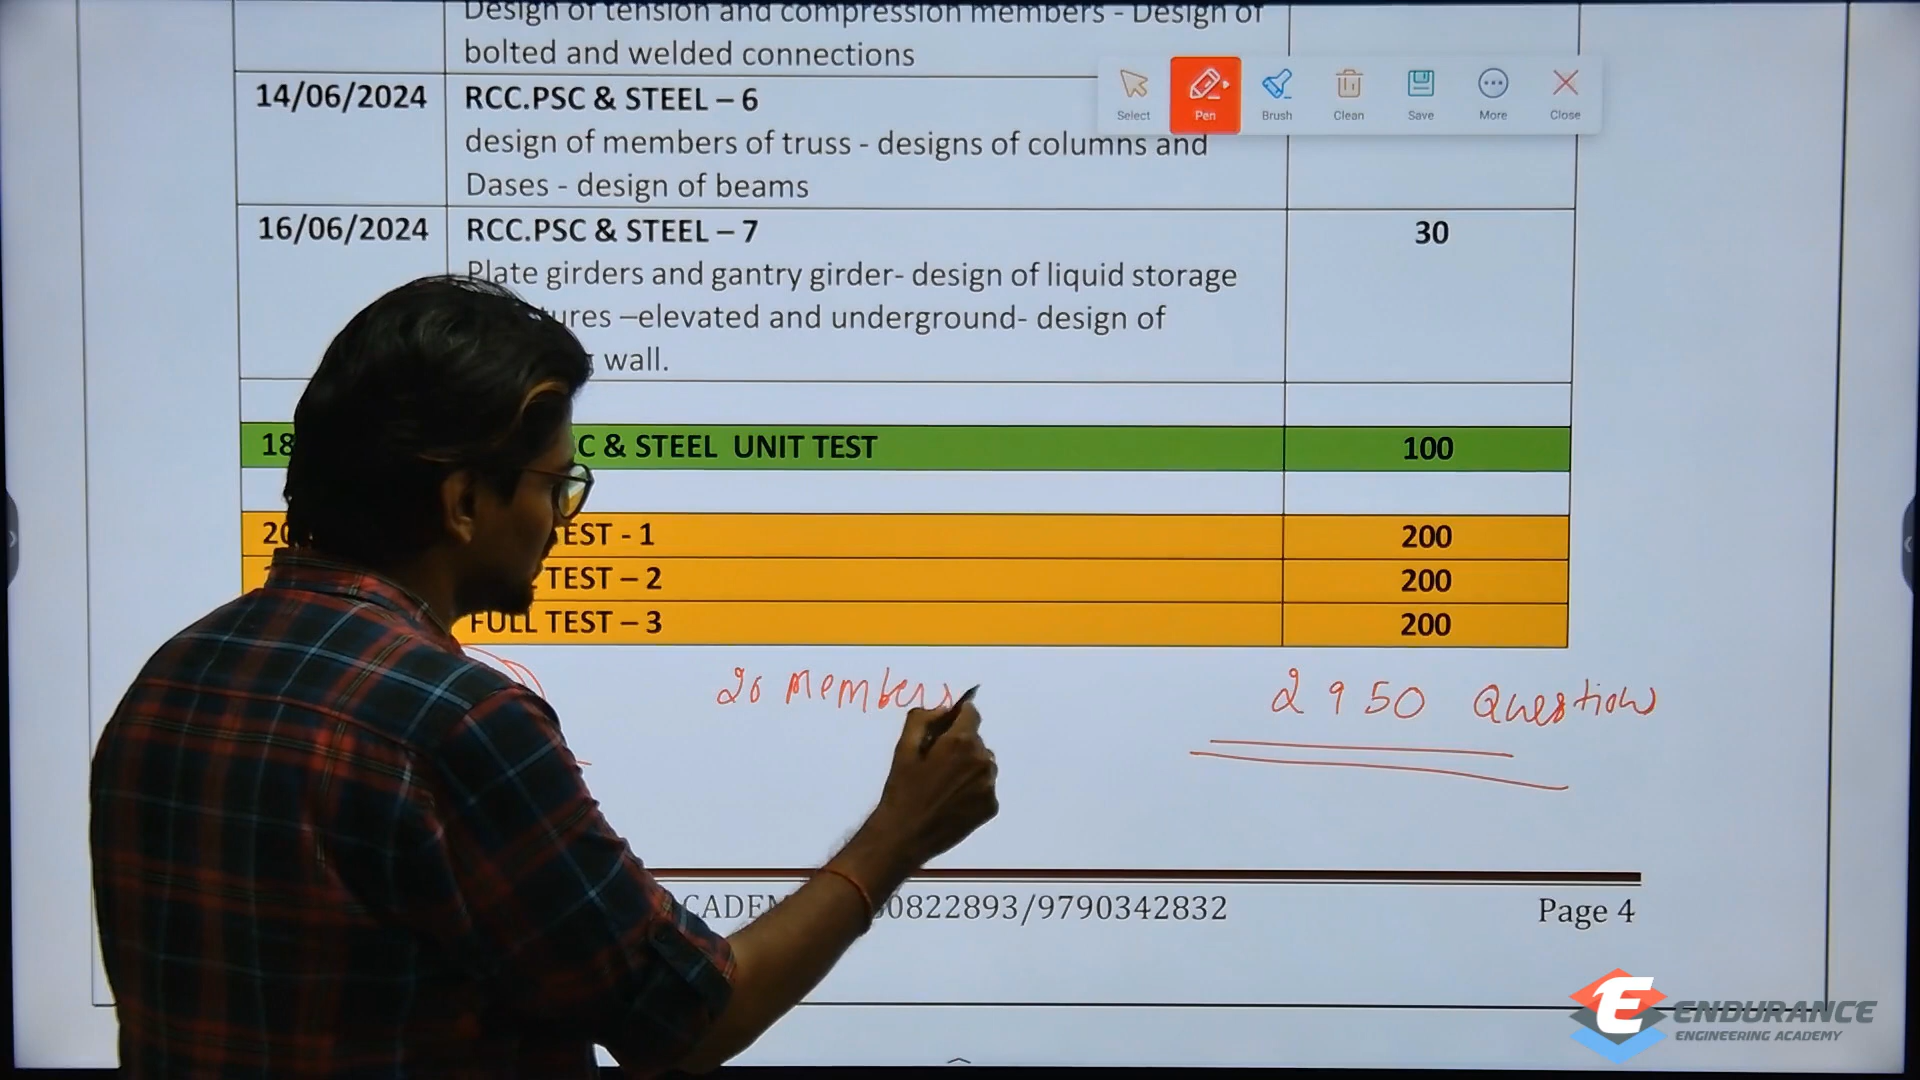 Design of tension and compression members - Design of
bolted and welded connections
Select
Pen
Brush
Clean
Save
More
Close
14/06/2024
RCC.PSC & STEEL – 6
design of members of truss - designs of columns and
Dases - design of beams
16/06/2024
RCC.PSC & STEEL – 7
30
Plate girders and gantry girder- design of liquid storage
–elevated and underground- design of
wall.
18
& STEEL UNIT TEST
100
TEST - 1
200
TEST – 2
200
FULL TEST – 3
200
20 members
2950 Question
0822893/9790342832
Page 4
ENDURANCE
ENGINEERING ACADEMY